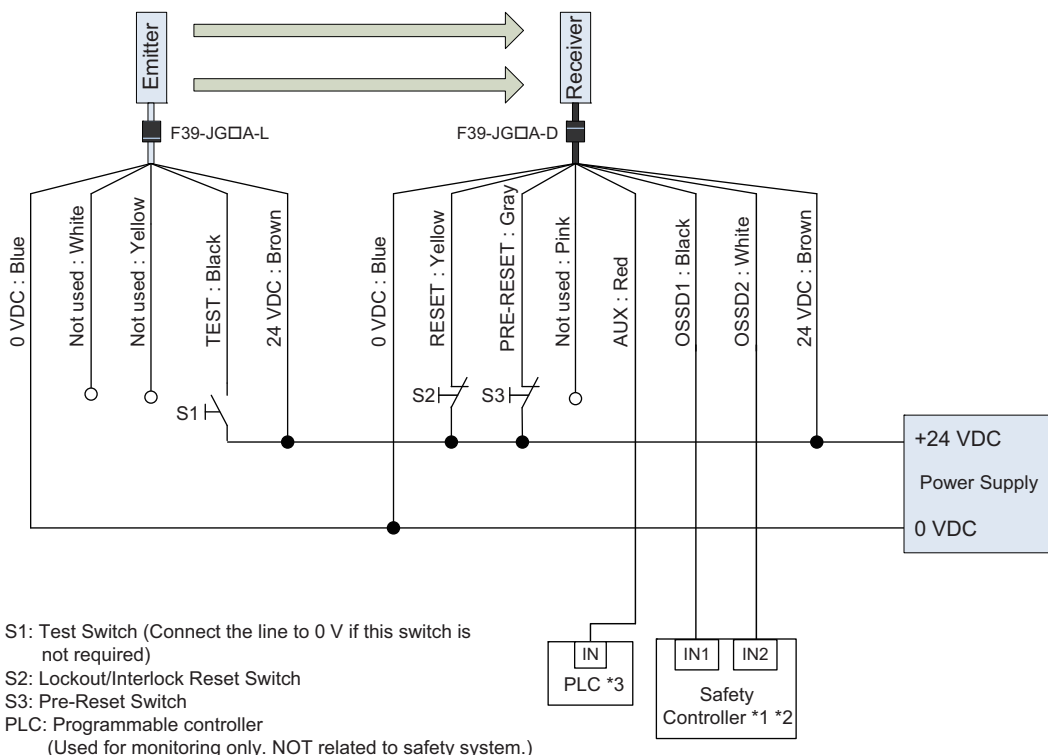 Emitter
Receiver
F39-JG□A-L
F39-JG□A-D
0 VDC : Blue
Not used : White
Not used : Yellow
TEST : Black
24 VDC : Brown
0 VDC : Blue
RESET : Yellow
PRE-RESET : Gray
Not used : Pink
AUX : Red
OSSD1 : Black
OSSD2 : White
24 VDC : Brown
S1
S2
S3
+24 VDC
Power Supply
0 VDC
S1: Test Switch (Connect the line to 0 V if this switch is
not required)
S2: Lockout/Interlock Reset Switch
S3: Pre-Reset Switch
PLC: Programmable controller
(Used for monitoring only. NOT related to safety system.)
IN
PLC *3
IN1
IN2
Safety
Controller *1 *2